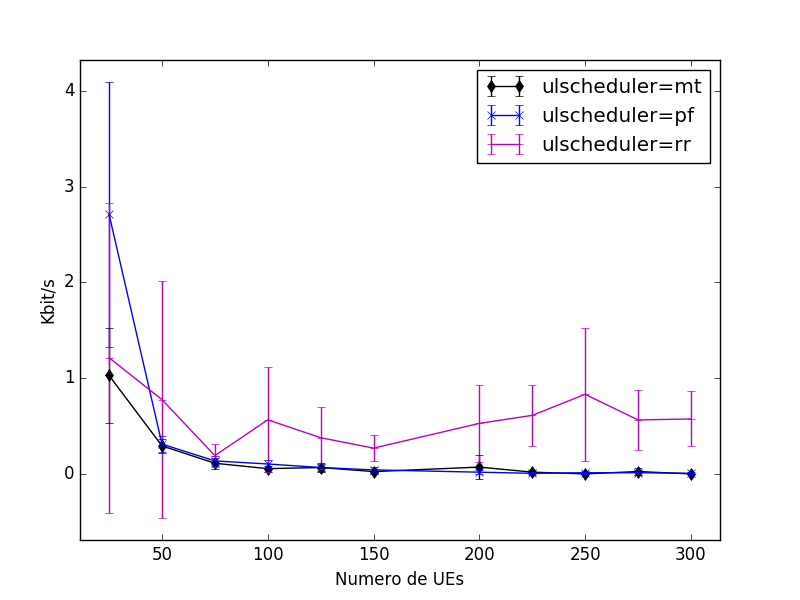 ulscheduler=mt
ulscheduler=pf
ulscheduler=rr
4
3
2
1
0
Kbit/s
50 100 150 200 250 300
Numero de UEs